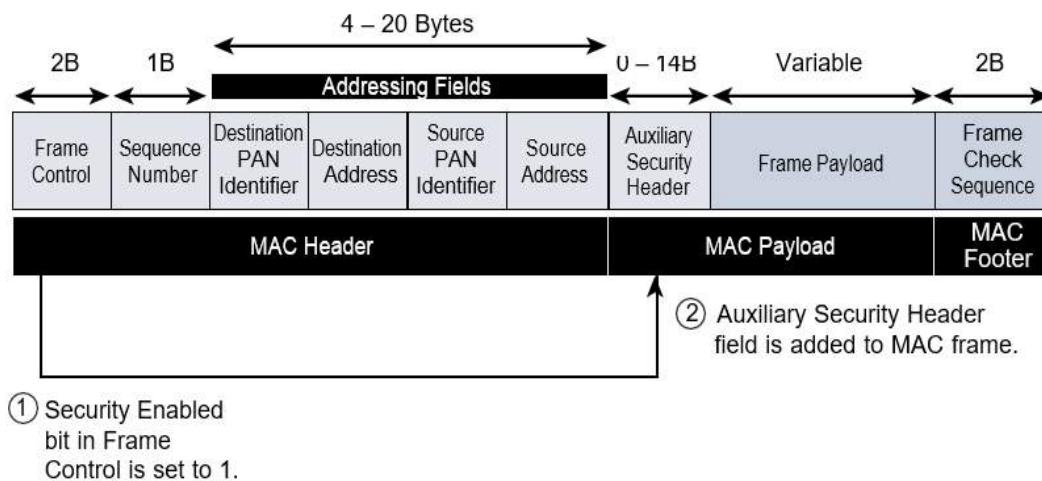 4 – 20 Bytes
2B 1B 0 – 14B Variable 2B
Addressing Fields
Frame Control
Sequence Number
Destination PAN Identifier
Destination Address
Source PAN Identifier
Source Address
Auxiliary Security Header
Frame Payload
Frame Check Sequence
MAC Header
MAC Payload
MAC Footer
② Auxiliary Security Header
field is added to MAC frame.
① Security Enabled
bit in Frame
Control is set to 1.